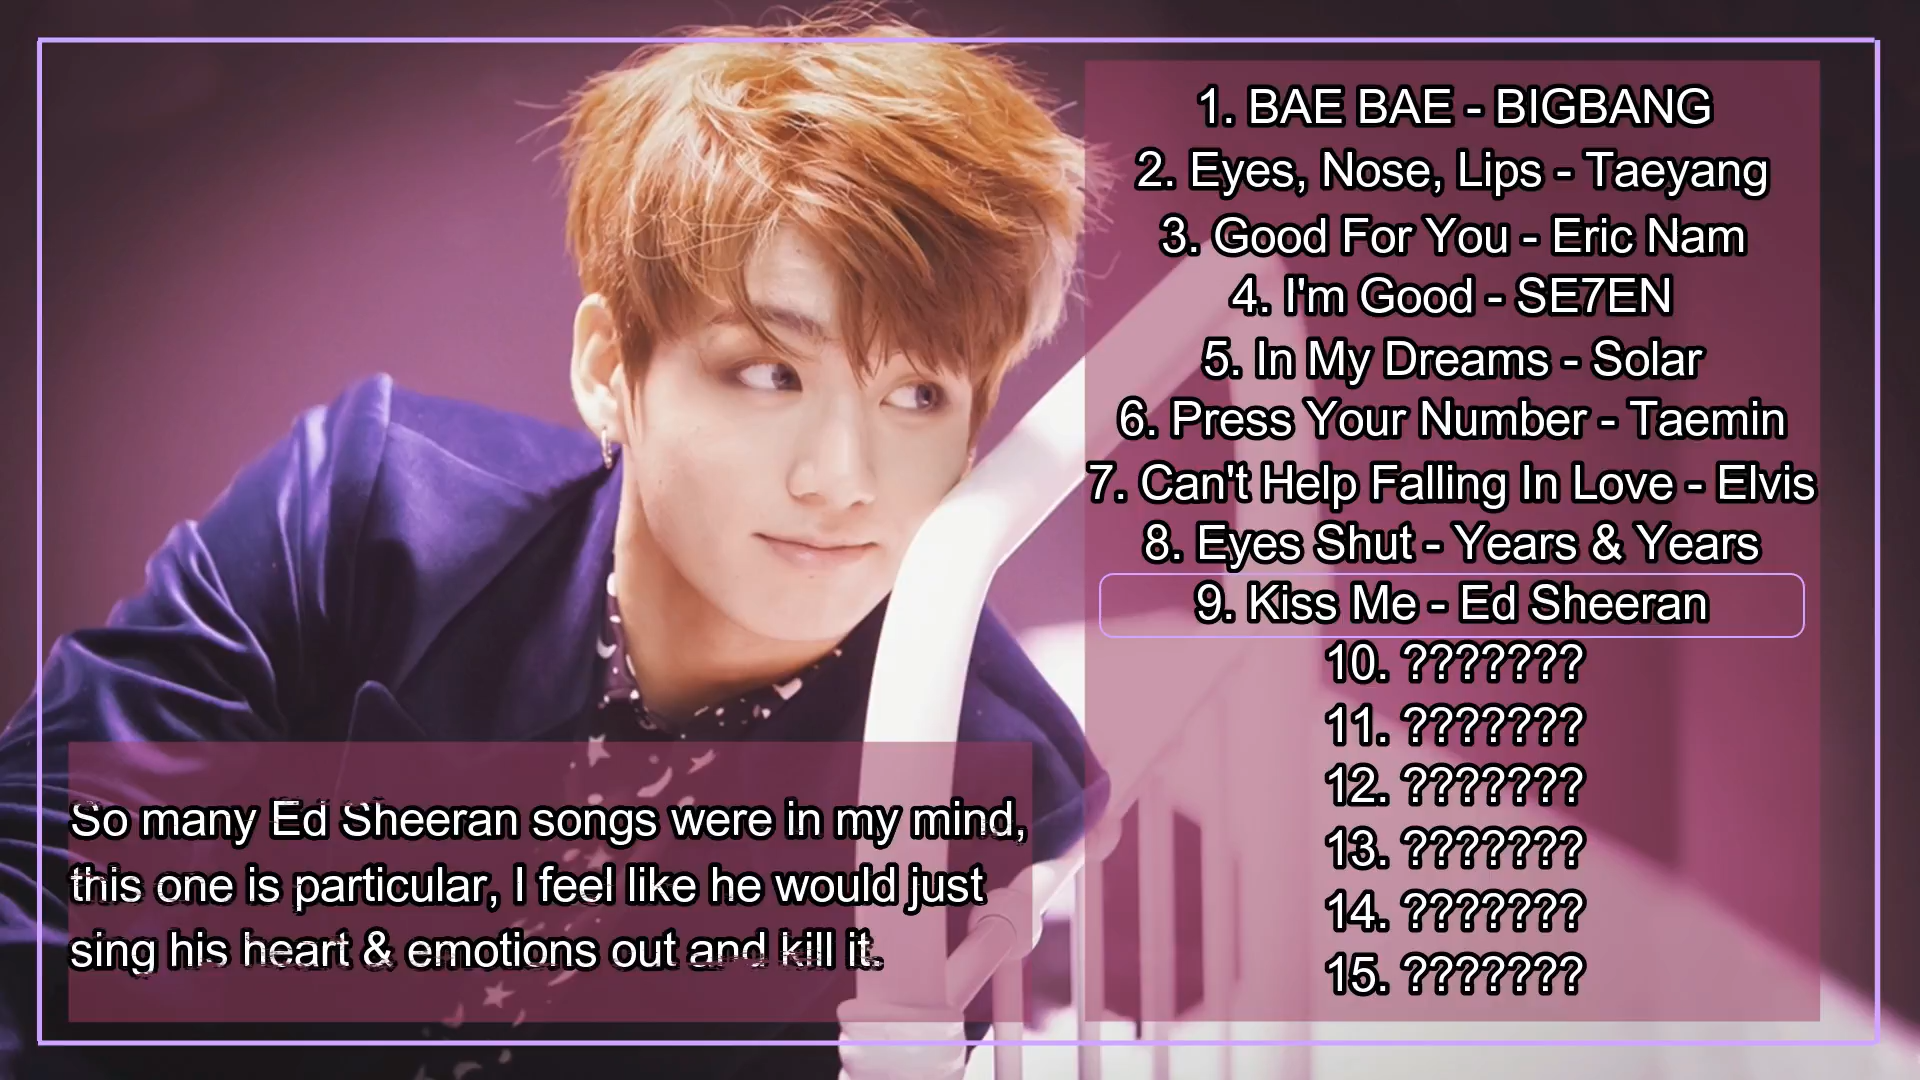 1. BAE BAE - BIGBANG
2. Eyes, Nose, Lips - Taeyang
3. Good For You - Eric Nam
4. I'm Good - SE7EN
5. In My Dreams - Solar
6. Press Your Number - Taemin
7. Can't Help Falling In Love - Elvis
8. Eyes Shut - Years & Years
9. Kiss Me - Ed Sheeran
10. ???????
11. ???????
12. ???????
13. ???????
14. ???????
15. ???????
So many Ed Sheeran songs were in my mind,
this one is particular, I feel like he would just
sing his heart & emotions out and kill it.